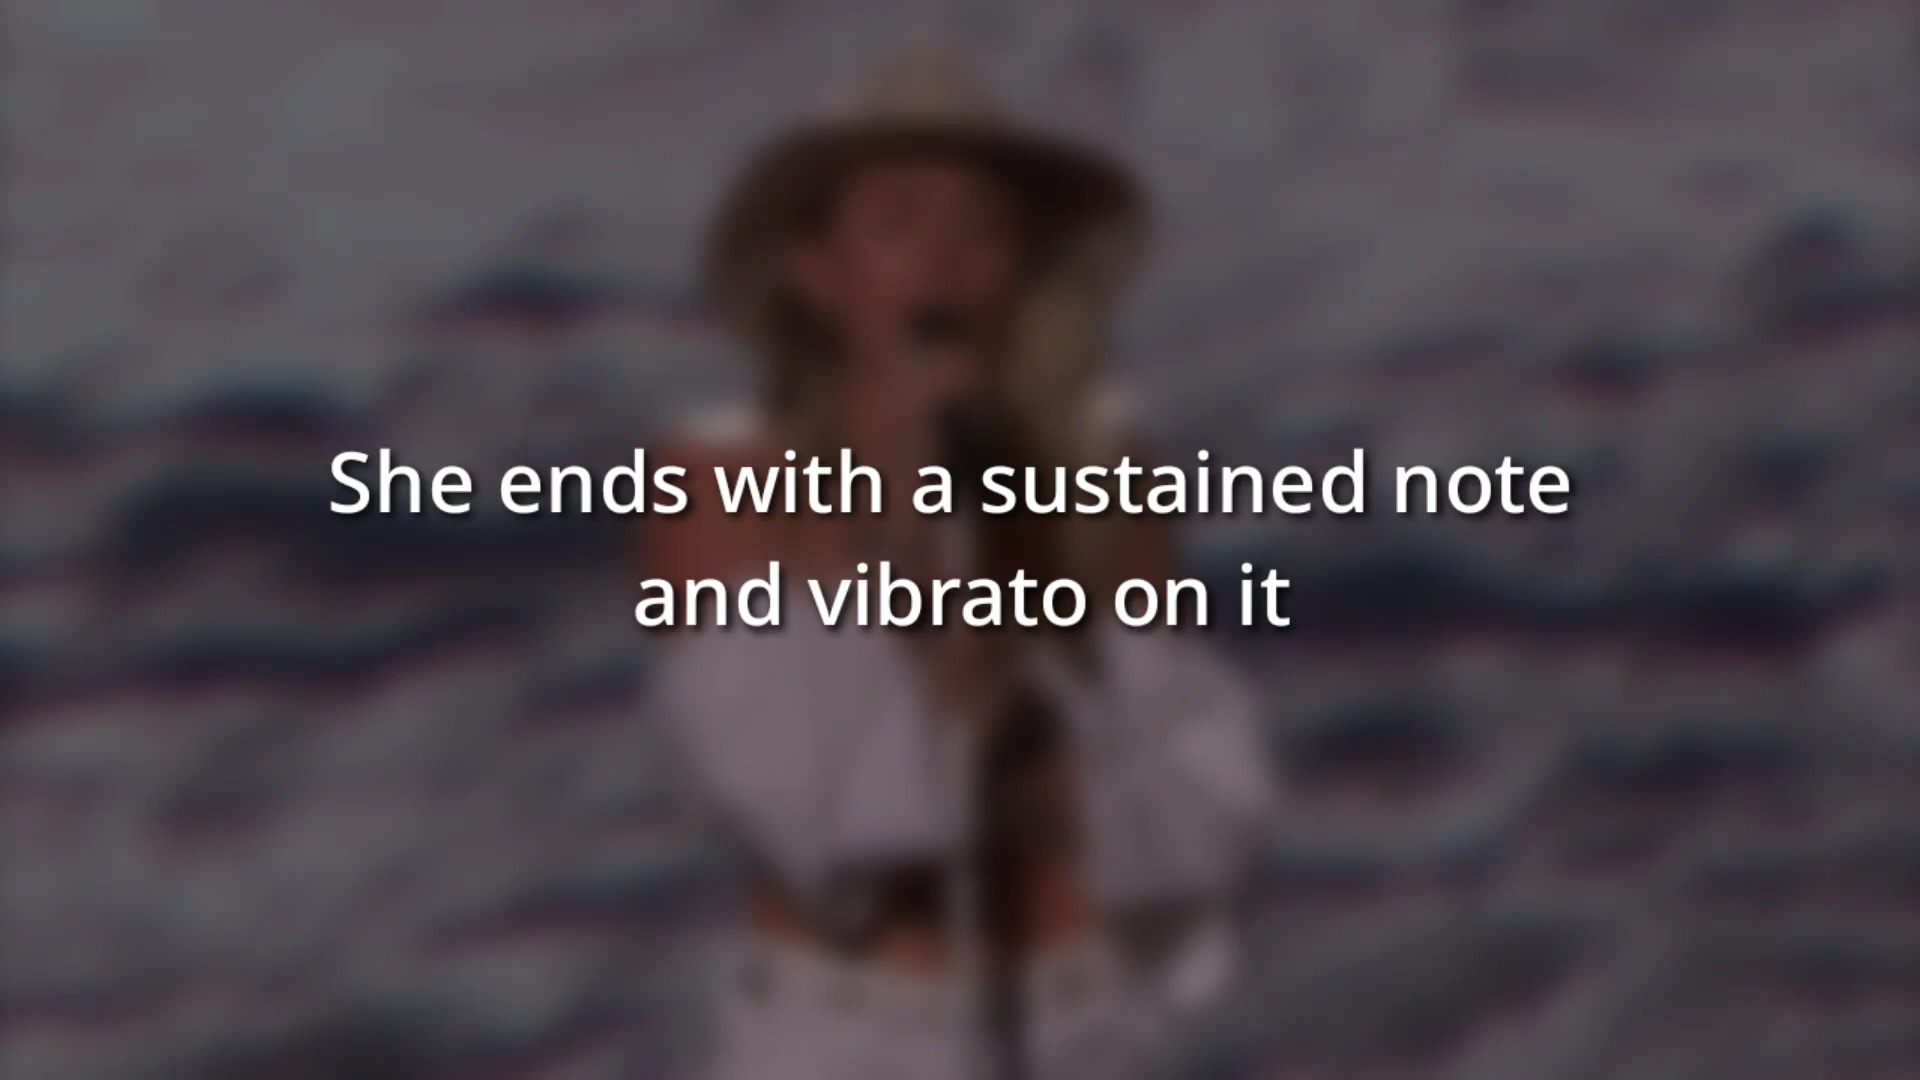 She ends with a sustained note
and vibrato on it